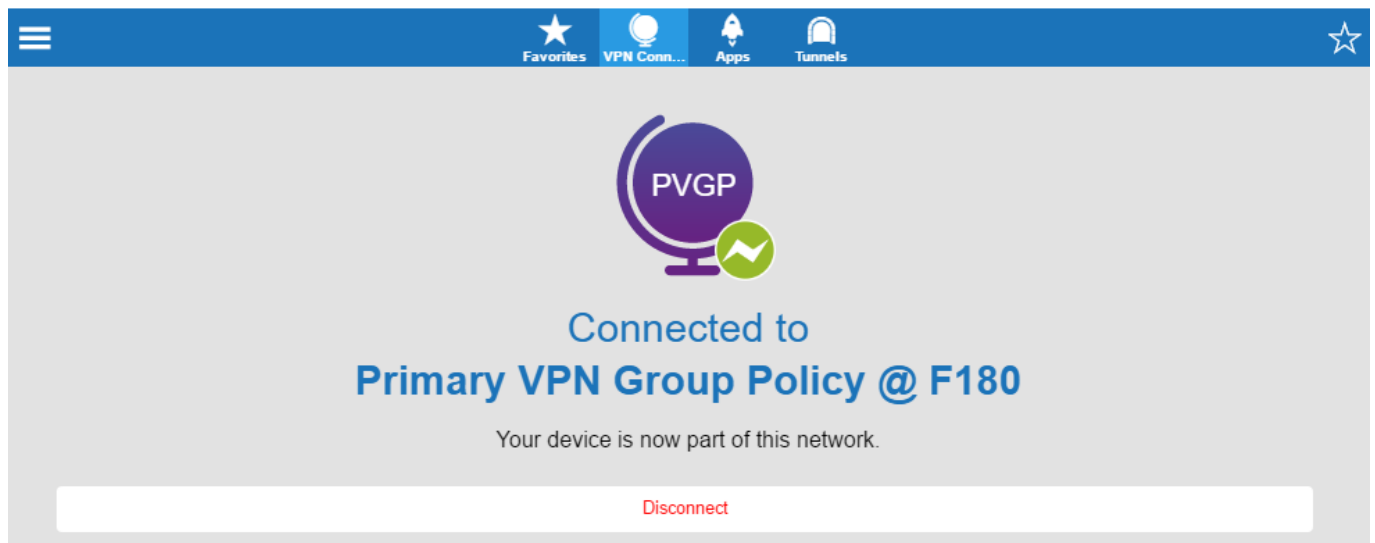 Favorites VPN Conn... Apps Tunnels
PVGP
Connected to
Primary VPN Group Policy @ F180
Your device is now part of this network.
Disconnect